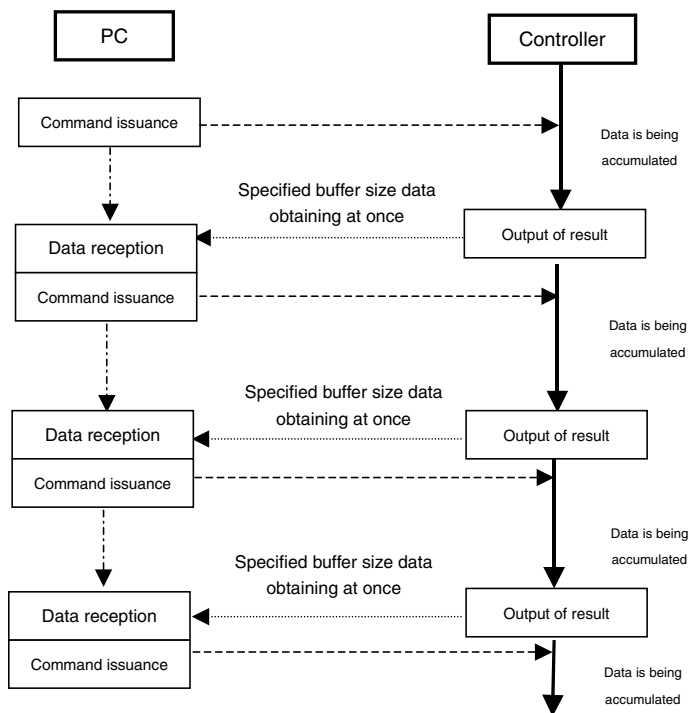 PC
Controller
Command issuance
Data is being
accumulated
Specified buffer size data
obtaining at once
Output of result
Data reception
Command issuance
Data is being
accumulated
Specified buffer size data
obtaining at once
Output of result
Data reception
Command issuance
Data is being
accumulated
Specified buffer size data
obtaining at once
Output of result
Data reception
Command issuance
Data is being
accumulated